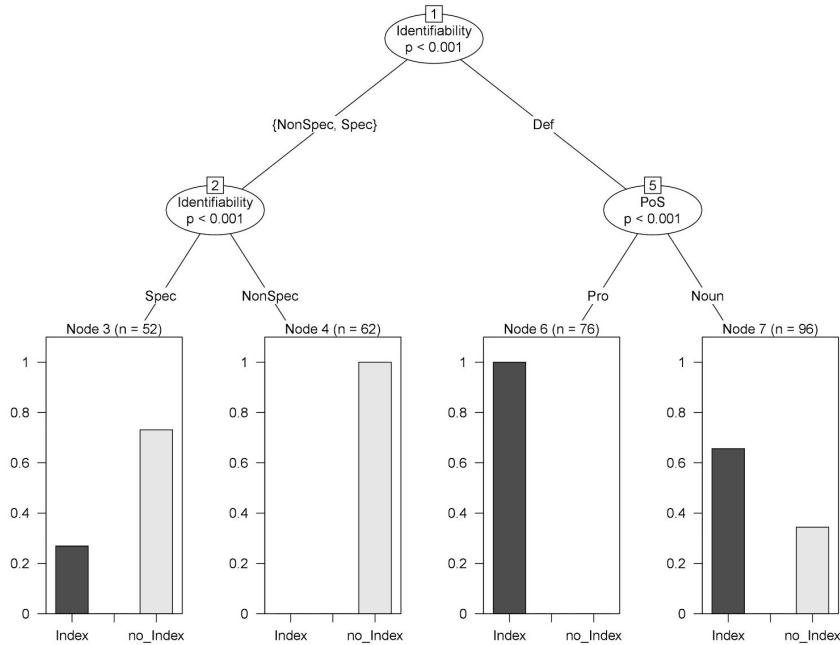 1
Identifiability
p < 0.001
{NonSpec, Spec}
Def
2
Identifiability
p < 0.001
5
PoS
p < 0.001
Spec
NonSpec
Pro
Noun
Node 3 (n = 52)
1
0.8
0.6
0.4
0.2
0
Index
no_Index
Node 4 (n = 62)
1
0.8
0.6
0.4
0.2
0
Index
no_Index
Node 6 (n = 76)
1
0.8
0.6
0.4
0.2
0
Index
no_Index
Node 7 (n = 96)
1
0.8
0.6
0.4
0.2
0
Index
no_Index